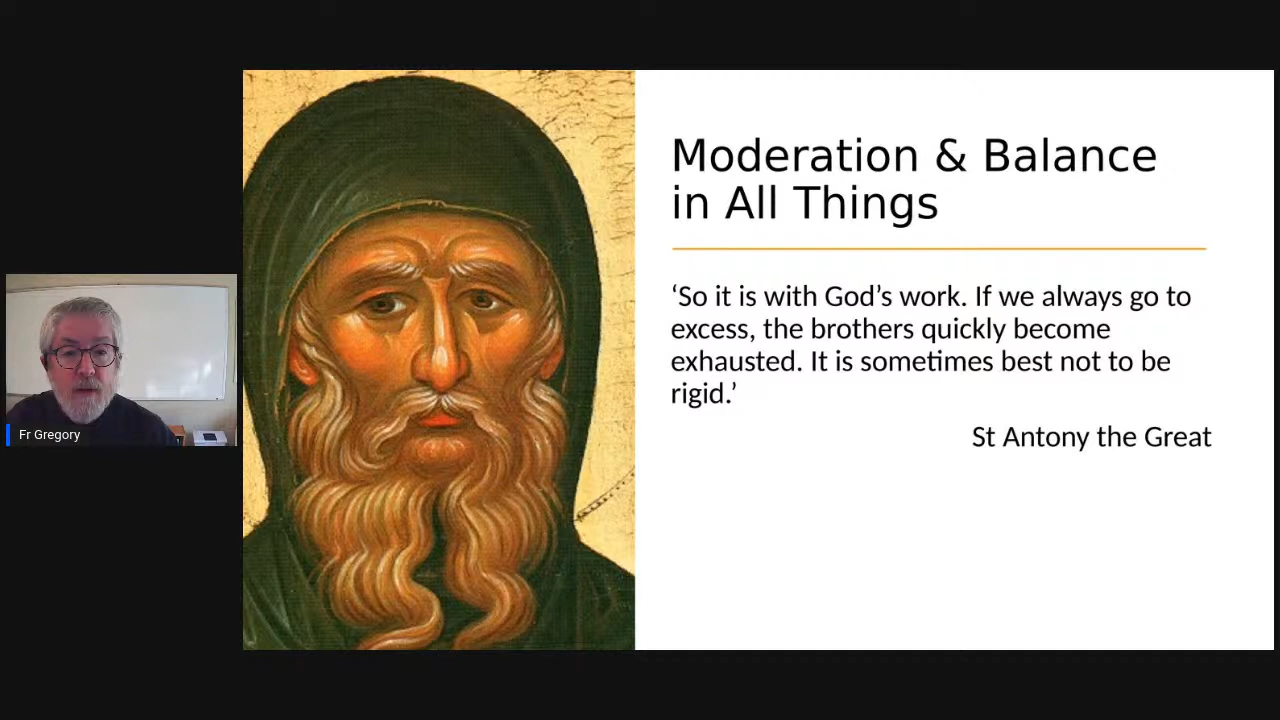 Moderation & Balance
in All Things
‘So it is with God’s work. If we always go to
excess, the brothers quickly become
exhausted. It is sometimes best not to be
rigid.’
St Antony the Great
Fr Gregory